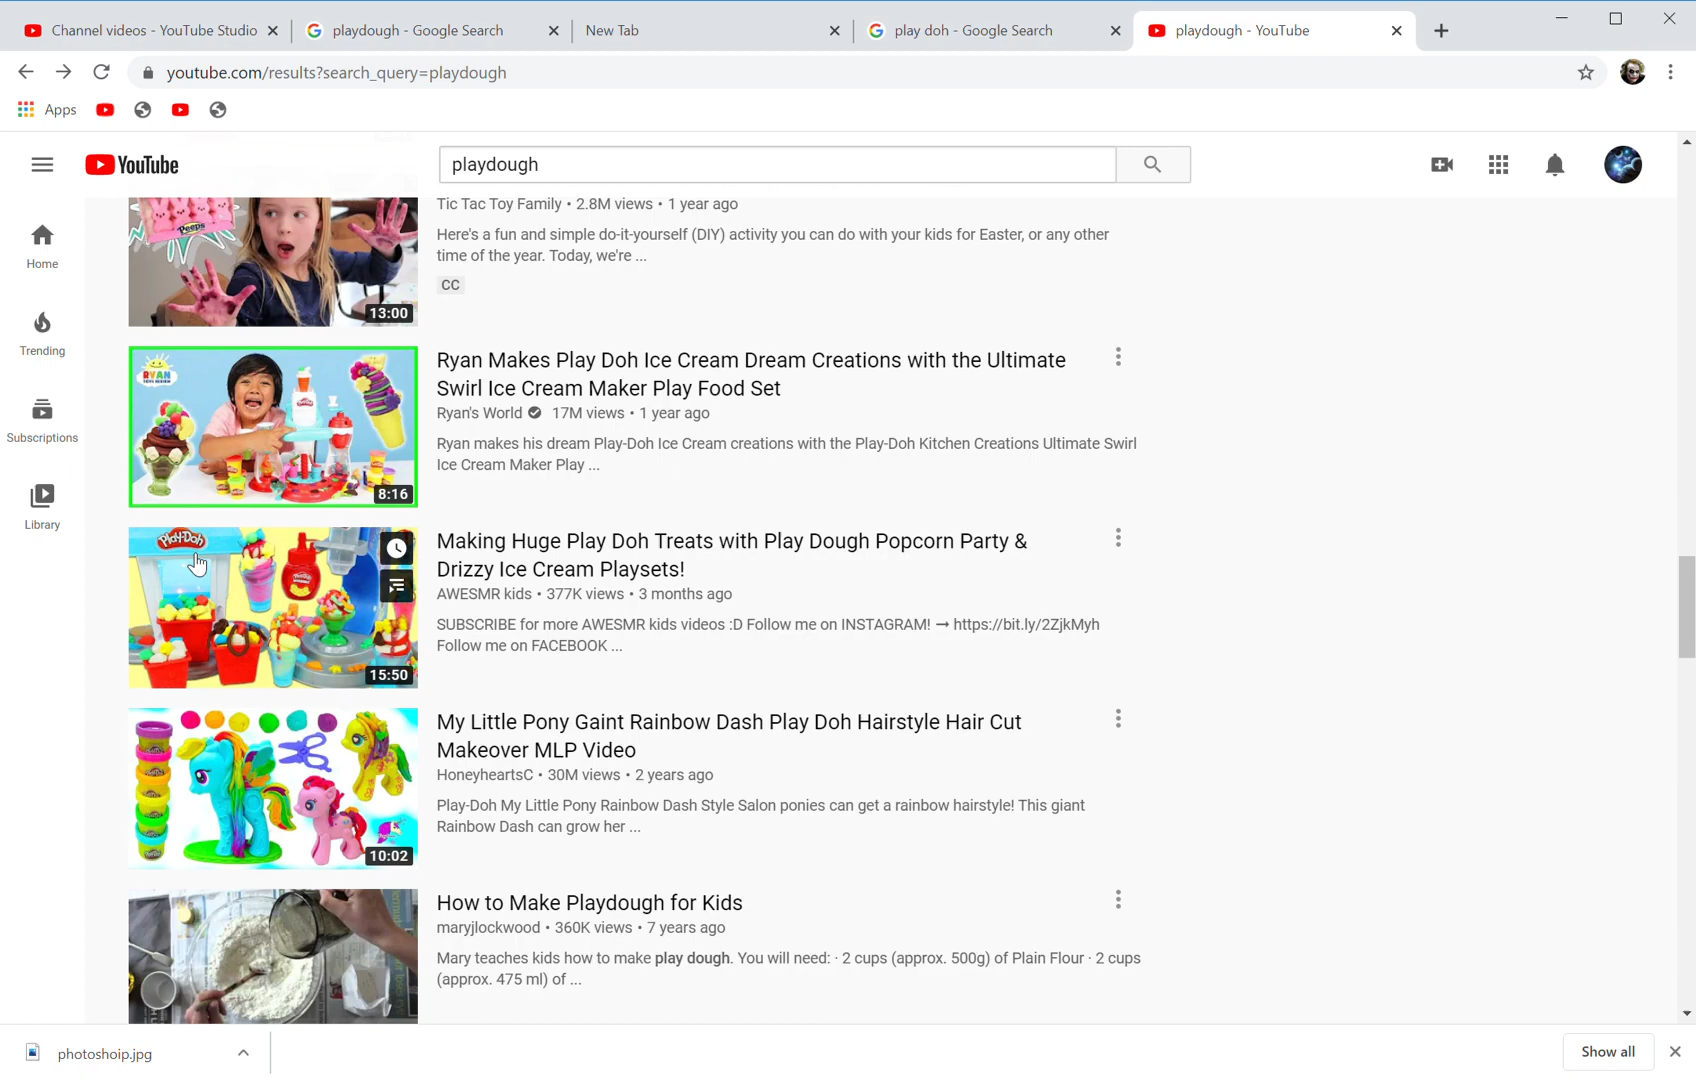 Channel videos - YouTube Studio
playdough - Google Search
New Tab
play doh - Google Search
playdough - YouTube
youtube.com/results?search_query=playdough
Apps
YouTube
playdough
Home
Trending
Subscriptions
Library
Peeps
13:00
Tic Tac Toy Family • 2.8M views • 1 year ago
Here's a fun and simple do-it-yourself (DIY) activity you can do with your kids for Easter, or any other
time of the year. Today, we're ...
CC
RYAN
8:16
Ryan Makes Play Doh Ice Cream Dream Creations with the Ultimate
Swirl Ice Cream Maker Play Food Set
Ryan's World 17M views • 1 year ago
Ryan makes his dream Play-Doh Ice Cream creations with the Play-Doh Kitchen Creations Ultimate Swirl
Ice Cream Maker Play ...
Play-Doh
15:50
Making Huge Play Doh Treats with Play Dough Popcorn Party &
Drizzy Ice Cream Playsets!
AWESMR kids • 377K views • 3 months ago
SUBSCRIBE for more AWESMR kids videos :D Follow me on INSTAGRAM! → https://bit.ly/2ZjkMyh
Follow me on FACEBOOK ...
10:02
My Little Pony Gaint Rainbow Dash Play Doh Hairstyle Hair Cut
Makeover MLP Video
HoneyheartsC • 30M views • 2 years ago
Play-Doh My Little Pony Rainbow Dash Style Salon ponies can get a rainbow hairstyle! This giant
Rainbow Dash can grow her ...
How to Make Playdough for Kids
maryjlockwood • 360K views • 7 years ago
Mary teaches kids how to make play dough. You will need: · 2 cups (approx. 500g) of Plain Flour · 2 cups
(approx. 475 ml) of ...
photoshoip.jpg
Show all